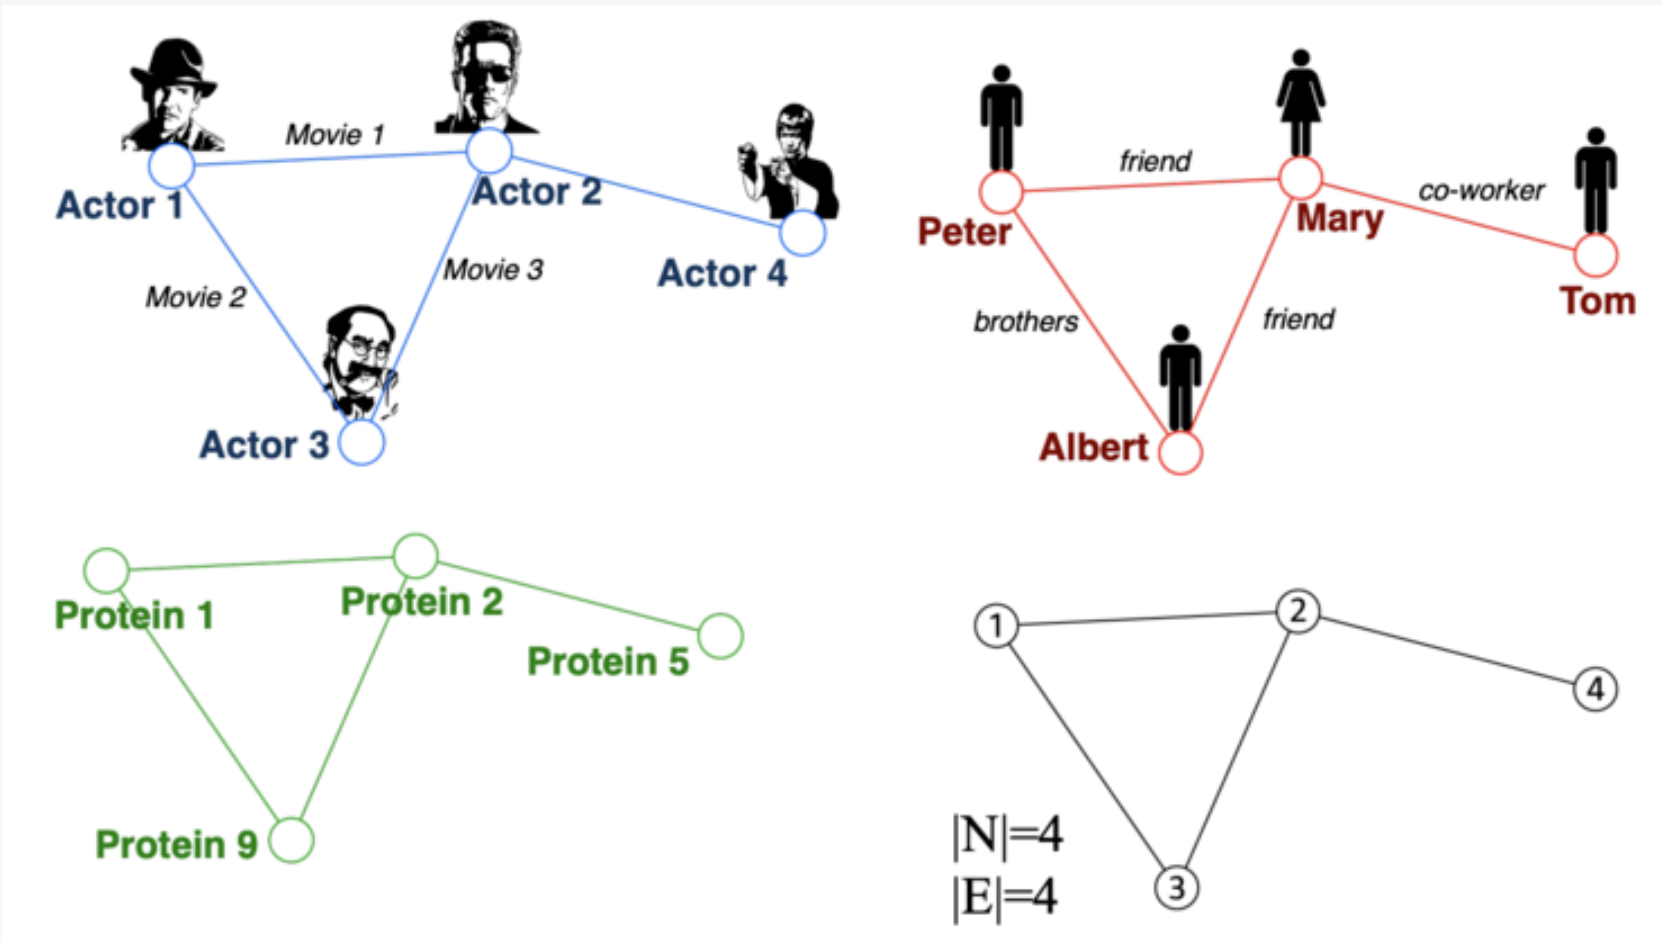 Movie 1
Actor 1
Actor 2
Actor 4
Movie 2
Movie 3
Actor 3
friend
co-worker
Peter
Mary
Tom
brothers
friend
Albert
Protein 1
Protein 2
Protein 5
Protein 9
1
2
4
3
|N|=4
|E|=4